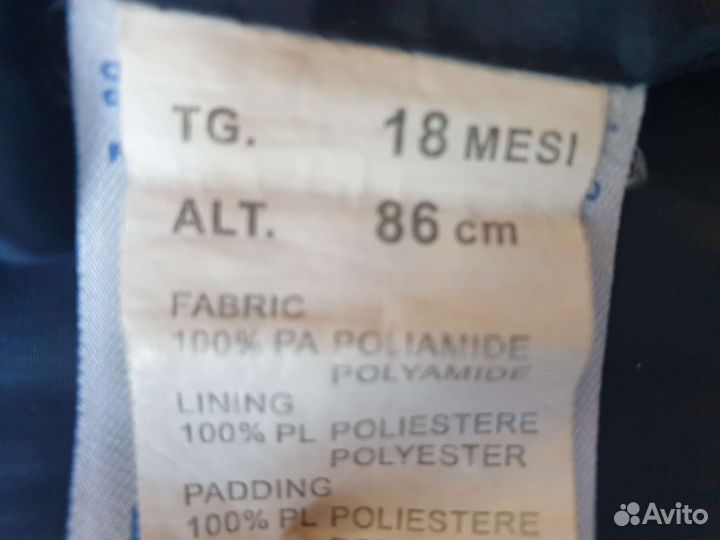 TG. 18 MESI
ALT. 86 cm
FABRIC
100% PA POLIAMIDE
POLYAMIDE
LINING
100% PL POLIESTERE
POLYESTER
PADDING
100% PL POLIESTERE
Avito